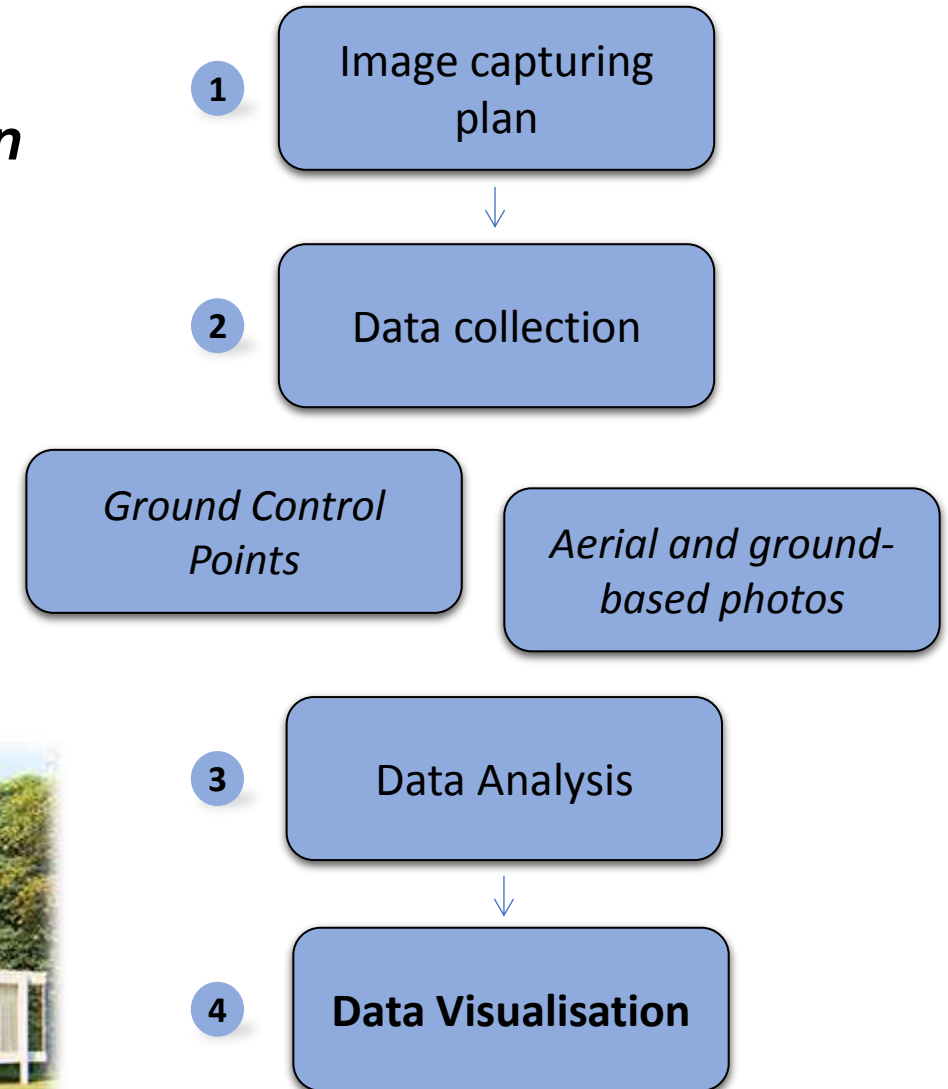 n
1
Image capturing
plan
2
Data collection
Ground Control
Points
Aerial and ground-
based photos
3
Data Analysis
4
Data Visualisation